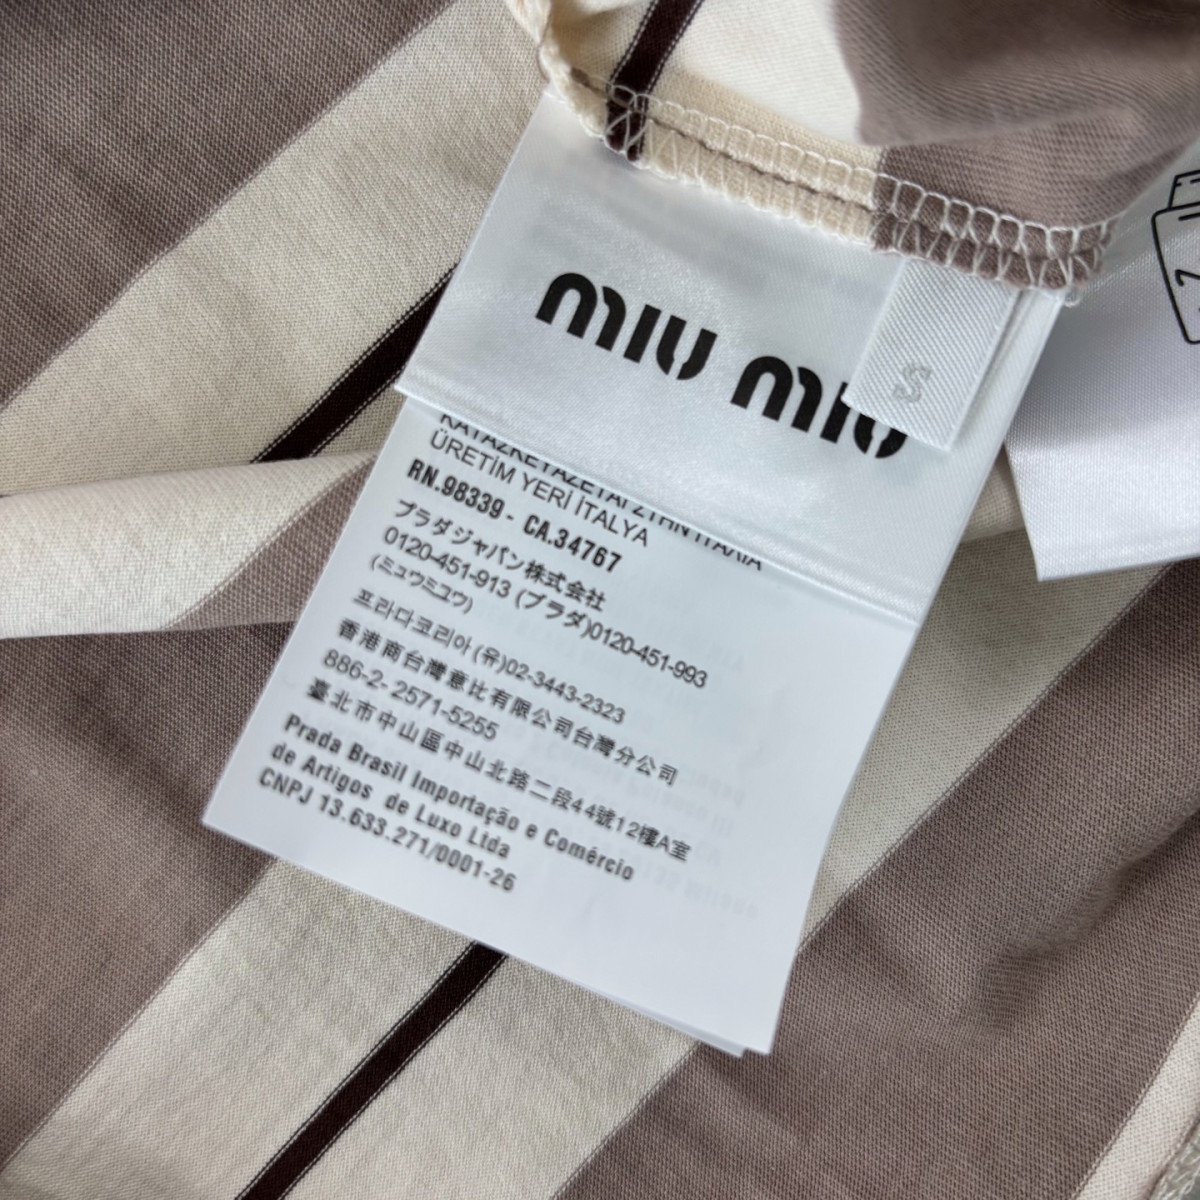 miu miu
S
ÜRETİM YERİ İTALYA
RN.98339 - CA.34767
プラダジャパン株式会社
0120-451-913 (プラダ)0120-451-993
(ミュウミュウ)
프라다코리아(유)02-3443-2323
香港商台灣意比有限公司台灣分公司
886-2- 2571-5255
臺北市中山區中山北路二段44號12樓A室
Prada Brasil Importação e Comércio
de Artigos de Luxo Ltda
CNPJ 13.633.271/0001-26